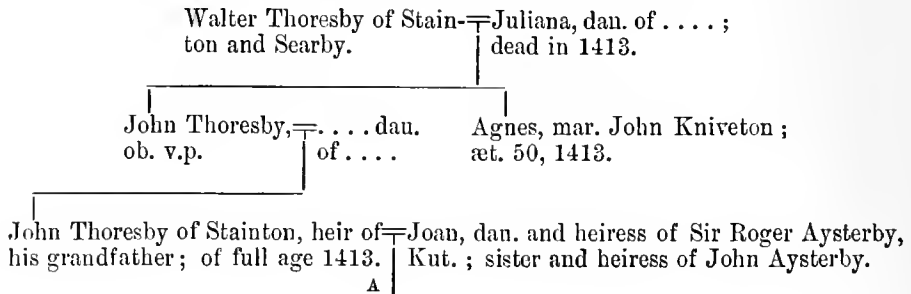 Walter Thoresby of Stain-╤Juliana, dau. of . . . . ;
ton and Searby. dead in 1413.
John Thoresby,╤. . . . dau. Agnes, mar. John Kniveton ;
ob. v.p. of . . . . æt. 50, 1413.
John Thoresby of Stainton, heir of╤Joan, dau. and heiress of Sir Roger Aysterby,
his grandfather ; of full age 1413. Kut. ; sister and heiress of John Aysterby.
A